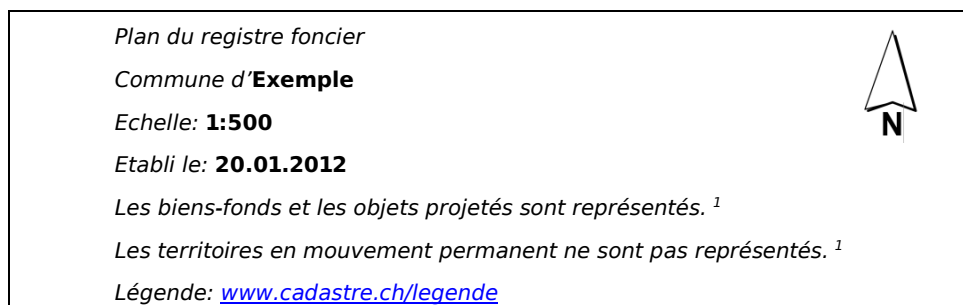 Plan du registre foncier
Commune d'Exemple
Echelle: 1:500
Etabli le: 20.01.2012
Les biens-fonds et les objets projetés sont représentés. ¹
Les territoires en mouvement permanent ne sont pas représentés. ¹
Légende: www.cadastre.ch/legende
N